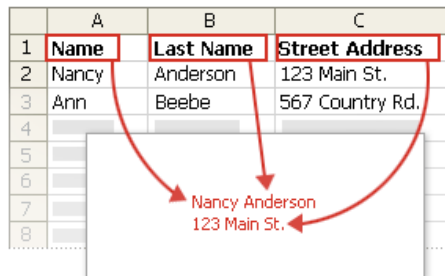 A B C
1 Name Last Name Street Address
2 Nancy Anderson 123 Main St.
3 Ann Beebe 567 Country Rd.
4
5
6
7
8
Nancy Anderson
123 Main St.